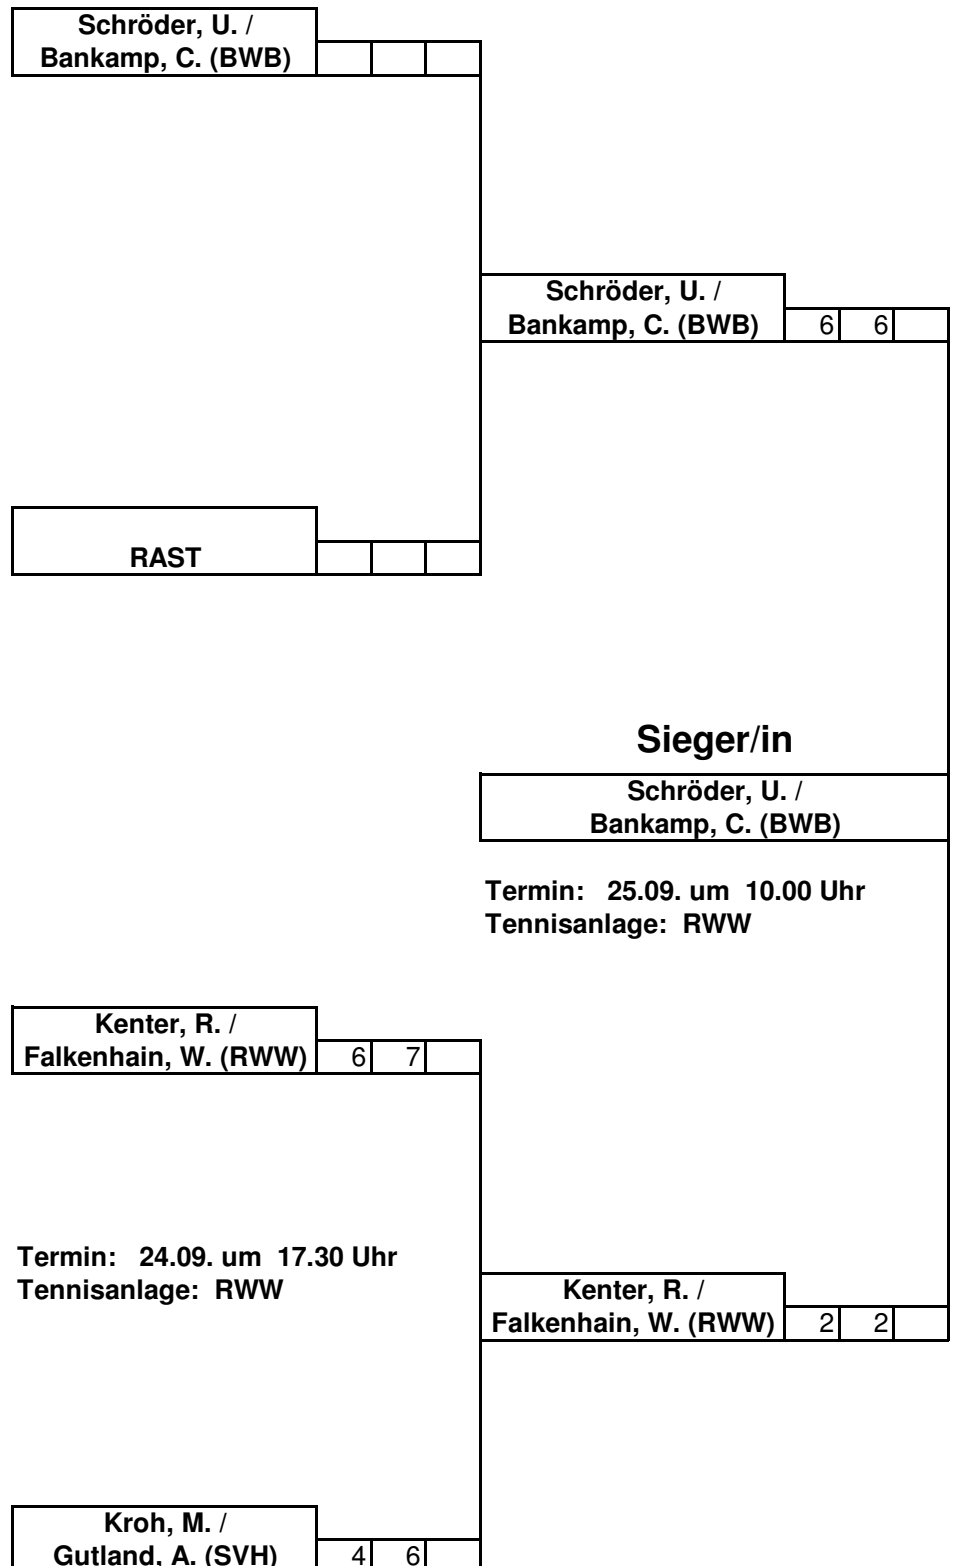 Schröder, U. /
Bankamp, C. (BWB)
Schröder, U. /
Bankamp, C. (BWB) 6 6
RAST
Sieger/in
Schröder, U. /
Bankamp, C. (BWB)
Termin: 25.09. um 10.00 Uhr
Tennisanlage: RWW
Kenter, R. /
Falkenhain, W. (RWW) 6 7
Termin: 24.09. um 17.30 Uhr
Tennisanlage: RWW
Kenter, R. /
Falkenhain, W. (RWW) 2 2
Kroh, M. /
Gutland, A. (SVH) 4 6